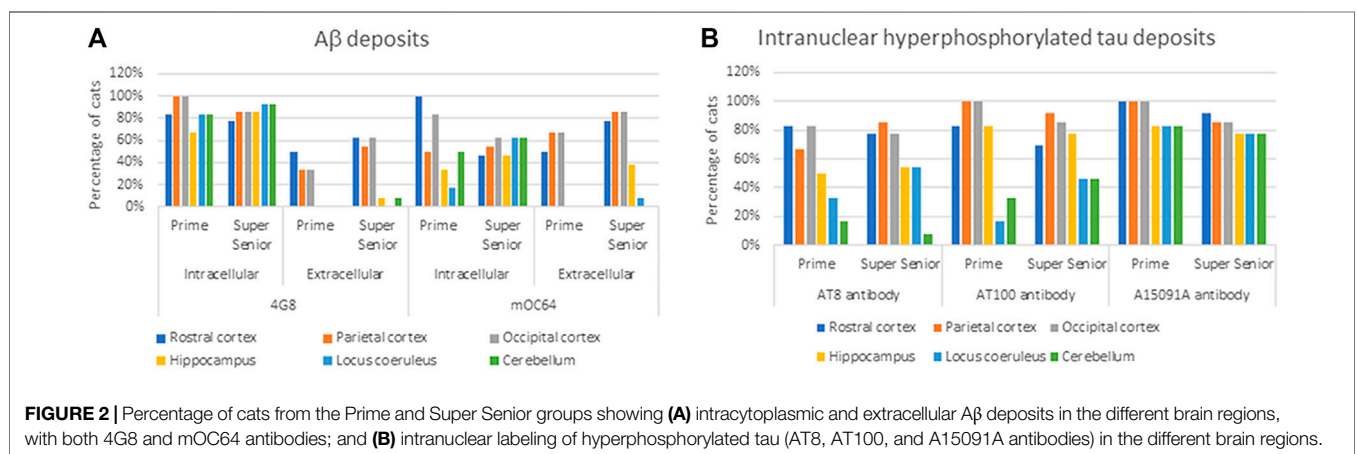 A
Aβ deposits
Percentage of cats
120%
100%
80%
60%
40%
20%
0%
Prime
Super
Senior
Prime
Super
Senior
Prime
Super
Senior
Prime
Super
Senior
Intracellular
Extracellular
Intracellular
Extracellular
4G8
mOC64
Rostral cortex
Parietal cortex
Occipital cortex
Hippocampus
Locus coeruleus
Cerebellum
B
Intranuclear hyperphosphorylated tau deposits
Percentage of cats
120%
100%
80%
60%
40%
20%
0%
Prime
Super Senior
Prime
Super Senior
Prime
Super Senior
AT8 antibody
AT100 antibody
A15091A antibody
Rostral cortex
Parietal cortex
Occipital cortex
Hippocampus
Locus coeruleus
Cerebellum
FIGURE 2 | Percentage of cats from the Prime and Super Senior groups showing (A) intracytoplasmic and extracellular Aβ deposits in the different brain regions,
with both 4G8 and mOC64 antibodies; and (B) intranuclear labeling of hyperphosphorylated tau (AT8, AT100, and A15091A antibodies) in the different brain regions.